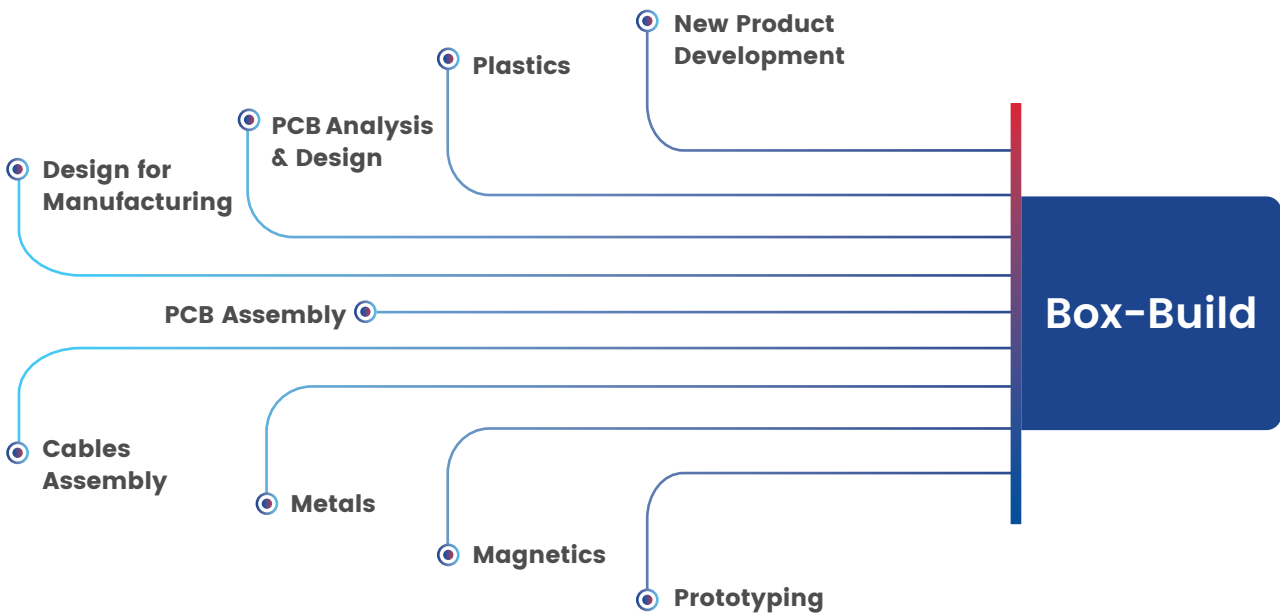 New Product
Development
Plastics
PCB Analysis
& Design
Design for
Manufacturing
PCB Assembly
Box-Build
Cables
Assembly
Metals
Magnetics
Prototyping